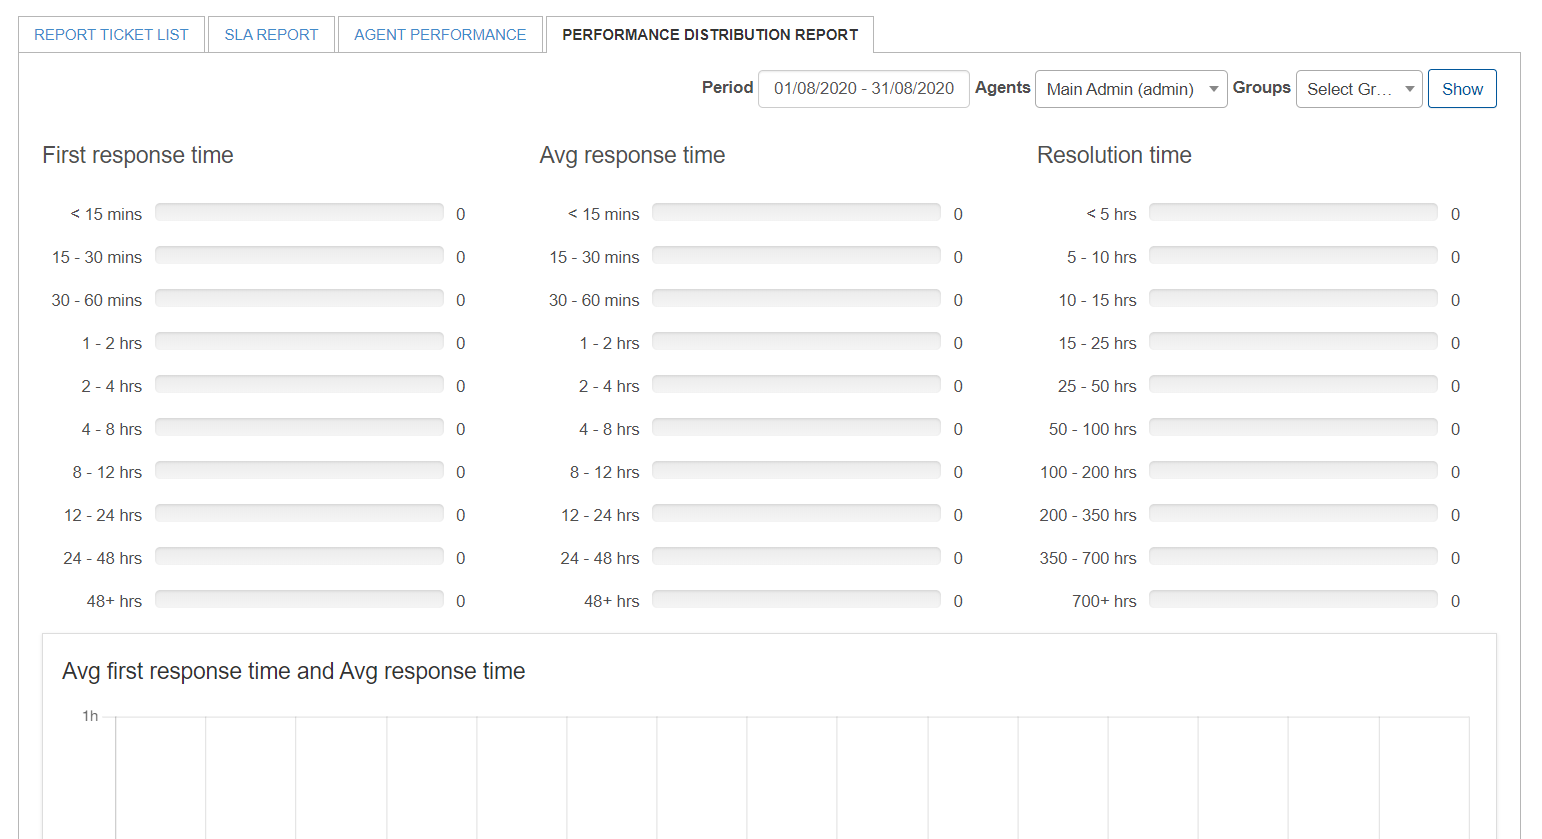 REPORT TICKET LIST SLA REPORT AGENT PERFORMANCE PERFORMANCE DISTRIBUTION REPORT
Period 01/08/2020 - 31/08/2020 Agents Main Admin (admin) Groups Select Gr... Show
First response time
< 15 mins 0
15 - 30 mins 0
30 - 60 mins 0
1 - 2 hrs 0
2 - 4 hrs 0
4 - 8 hrs 0
8 - 12 hrs 0
12 - 24 hrs 0
24 - 48 hrs 0
48+ hrs 0
Avg response time
< 15 mins 0
15 - 30 mins 0
30 - 60 mins 0
1 - 2 hrs 0
2 - 4 hrs 0
4 - 8 hrs 0
8 - 12 hrs 0
12 - 24 hrs 0
24 - 48 hrs 0
48+ hrs 0
Resolution time
< 5 hrs 0
5 - 10 hrs 0
10 - 15 hrs 0
15 - 25 hrs 0
25 - 50 hrs 0
50 - 100 hrs 0
100 - 200 hrs 0
200 - 350 hrs 0
350 - 700 hrs 0
700+ hrs 0
Avg first response time and Avg response time
1h